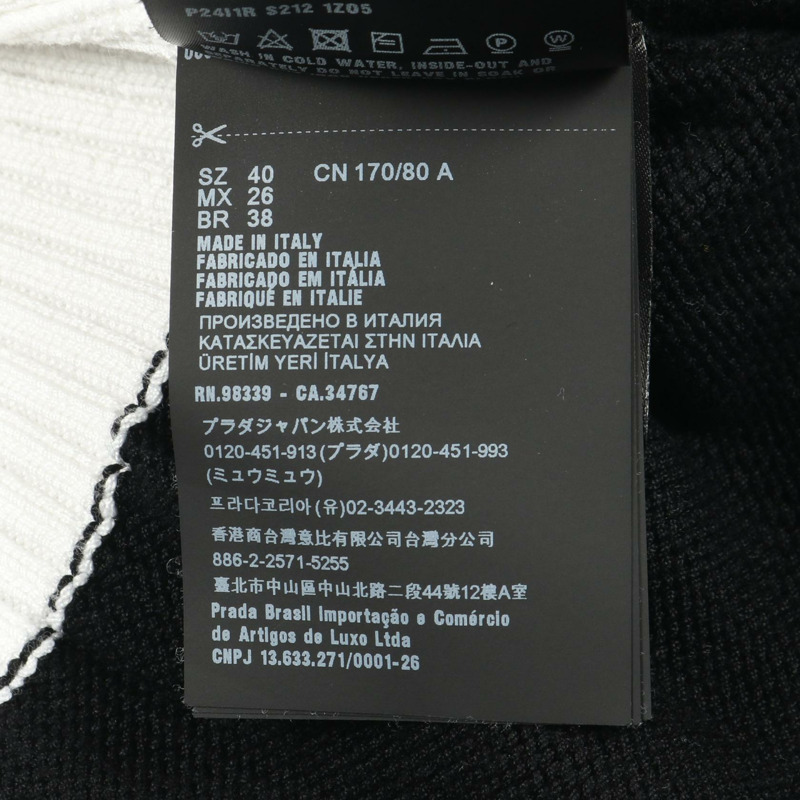 P24I1R S212 1Z05
WASH IN COLD WATER, INSIDE-OUT AND
SEPARATELY DO NOT LEAVE IN SOAK OR
SZ 40 CN 170/80 A
MX 26
BR 38
MADE IN ITALY
FABRICADO EN ITALIA
FABRICADO EM ITÁLIA
FABRIQUÉ EN ITALIE
ПРОИЗВЕДЕНО В ИТАЛИЯ
ΚΑΤΑΣΚΕΥΑΖΕΤΑΙ ΣΤΗΝ ΙΤΑΛΙΑ
ÜRETİM YERİ İTALYA
RN.98339 - CA.34767
プラダジャパン株式会社
0120-451-913(プラダ)0120-451-993
(ミュウミュウ)
프라다코리아(유)02-3443-2323
香港商台灣意比有限公司台灣分公司
886-2-2571-5255
臺北市中山區中山北路二段44號12樓A室
Prada Brasil Importação e Comércio
de Artigos de Luxo Ltda
CNPJ 13.633.271/0001-26